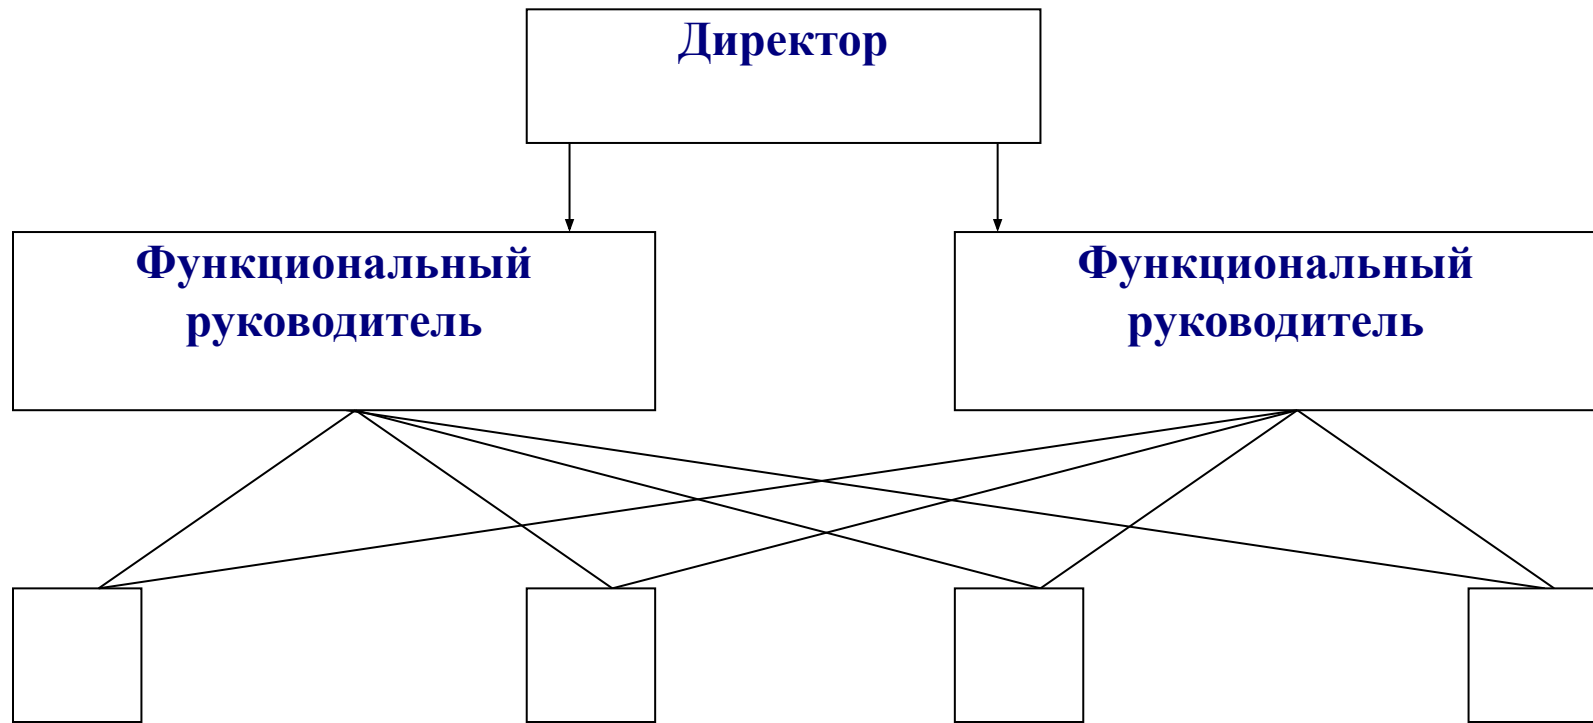 Директор
Функциональный
руководитель
Функциональный
руководитель